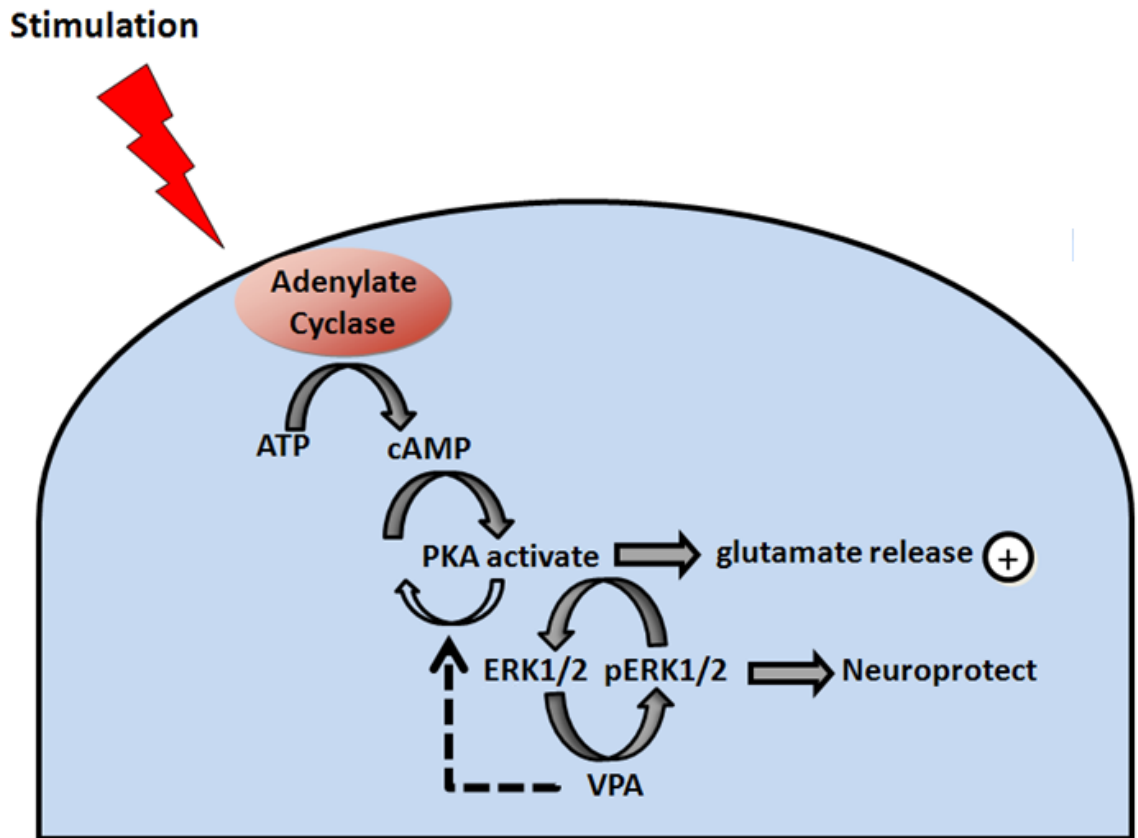 Stimulation
Adenylate
Cyclase
ATP
cAMP
PKA activate
glutamate release +
ERK1/2
pERK1/2
Neuroprotect
VPA